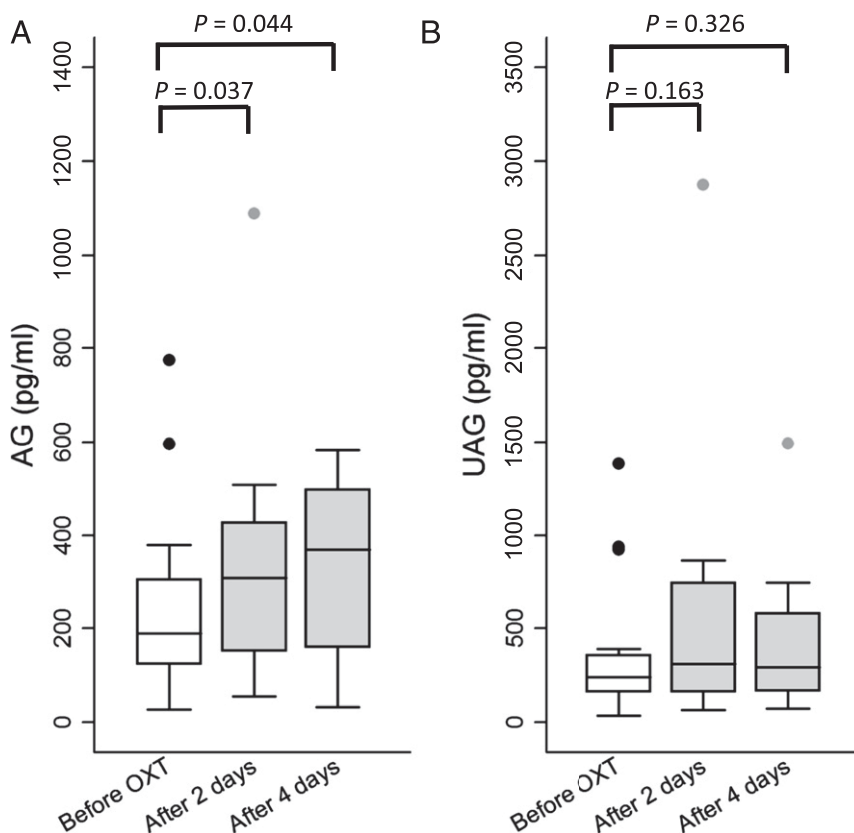 A
P = 0.044
P = 0.037
1400
1200
1000
800
600
400
200
0
AG (pg/ml)
Before OXT
After 2 days
After 4 days
B
P = 0.326
P = 0.163
3500
3000
2500
2000
1500
1000
500
0
UAG (pg/ml)
Before OXT
After 2 days
After 4 days